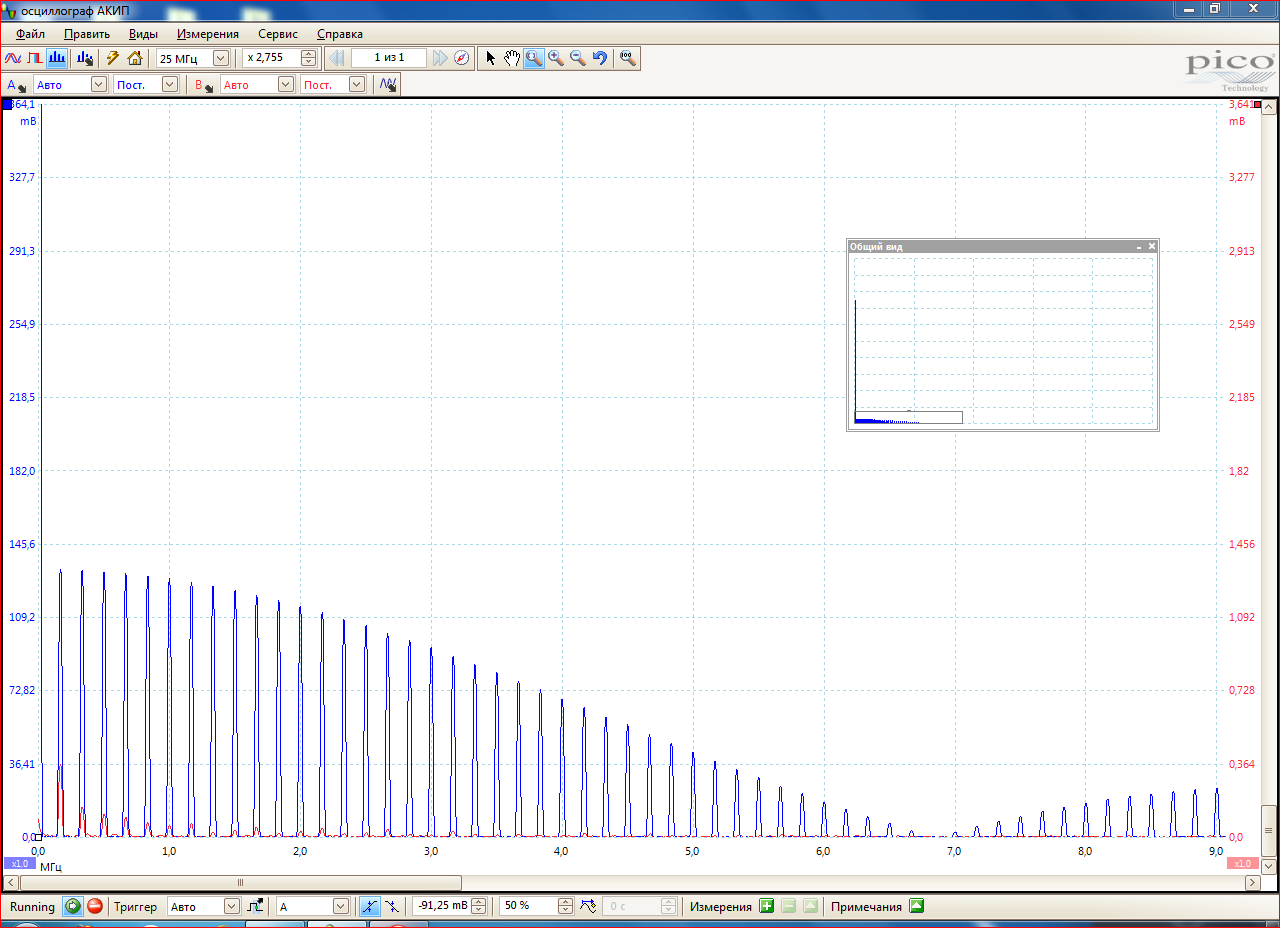 осциллограф АКИП
Файл Править Виды Измерения Сервис Справка
25 МГц x 2,755 1 из 1
pico
Technology
A Авто Пост. B Авто Пост.
364,1 3,641
mB mB
327,7 3,277
291,3 2,913
Общий вид
254,9 2,549
218,5 2,185
182,0 1,82
145,6 1,456
109,2 1,092
72,82 0,728
36,41 0,364
0,0 0,0
0,0 1,0 2,0 3,0 4,0 5,0 6,0 7,0 8,0 9,0
x1,0 МГц x1,0
Running Триггер Авто A -91,25 mB 50 % 0 c Измерения Примечания